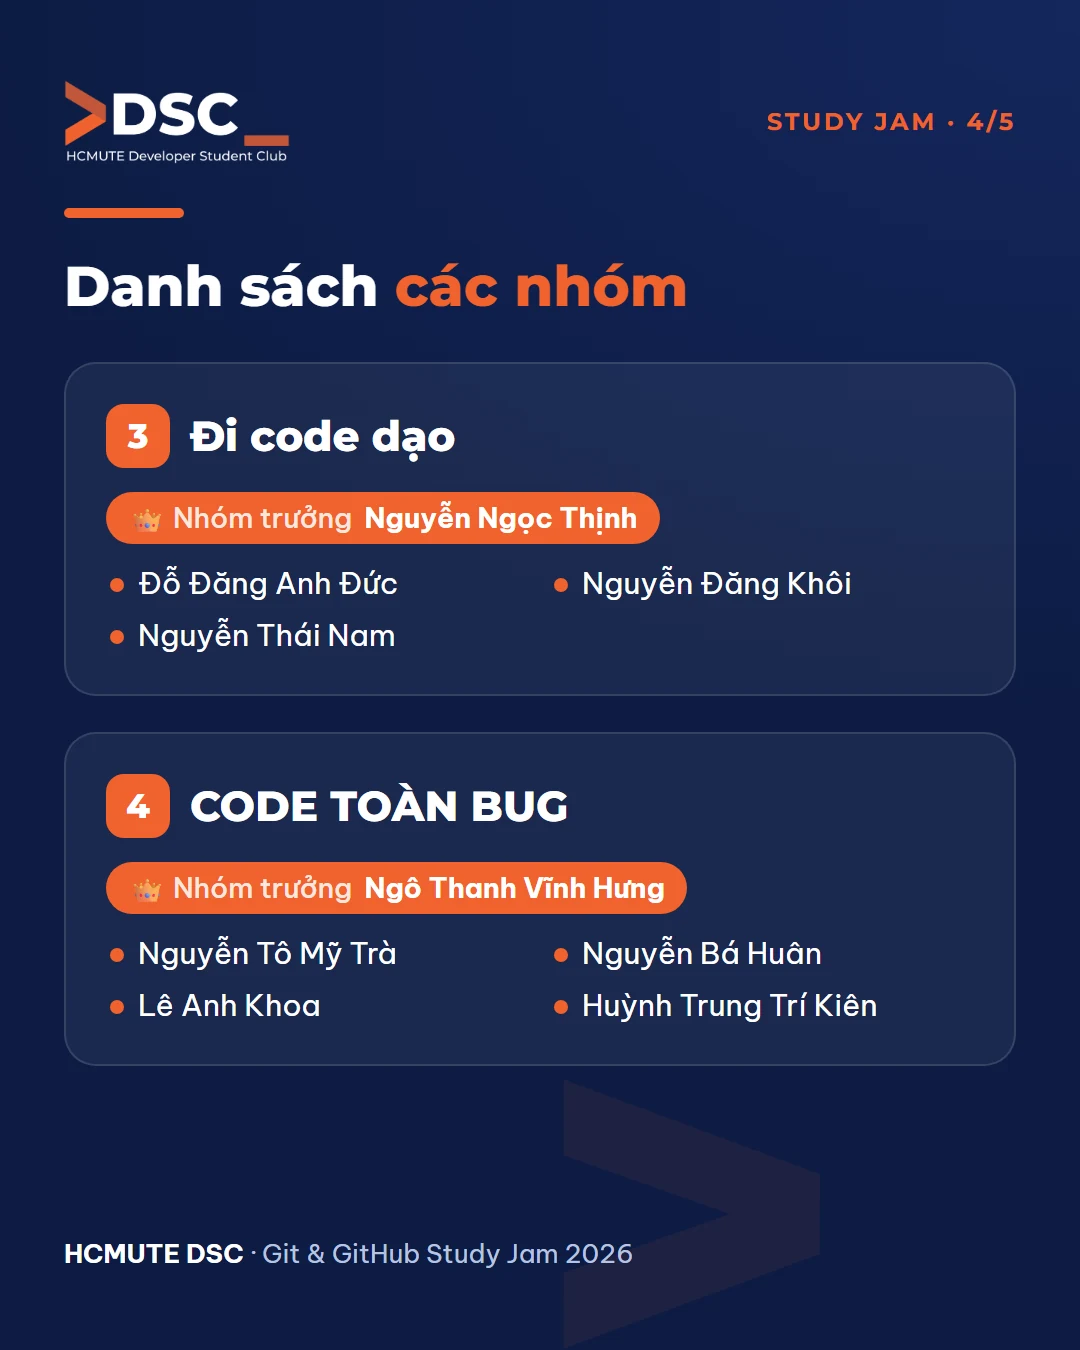 >DSC_
HCMUTE Developer Student Club
STUDY JAM · 4/5
Danh sách các nhóm
3 Đi code dạo
Nhóm trưởng Nguyễn Ngọc Thịnh
• Đỗ Đăng Anh Đức • Nguyễn Đăng Khôi
• Nguyễn Thái Nam
4 CODE TOÀN BUG
Nhóm trưởng Ngô Thanh Vĩnh Hưng
• Nguyễn Tô Mỹ Trà • Nguyễn Bá Huân
• Lê Anh Khoa • Huỳnh Trung Trí Kiên
HCMUTE DSC · Git & GitHub Study Jam 2026